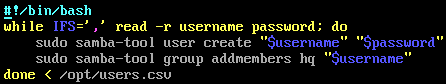 #!/bin/bash
while IFS=',' read -r username password; do
    sudo samba-tool user create "$username" "$password"
    sudo samba-tool group addmembers hq "$username"
done < /opt/users.csv